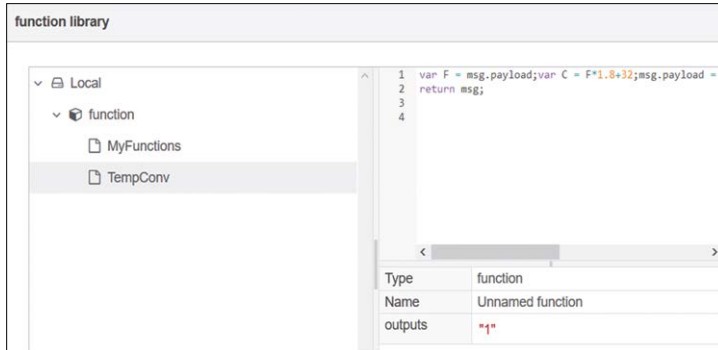 function library
Local
function
MyFunctions
TempConv
1 var F = msg.payload;var C = F*1.8+32;msg.payload =
2 return msg;
3
4
Type function
Name Unnamed function
outputs "1"